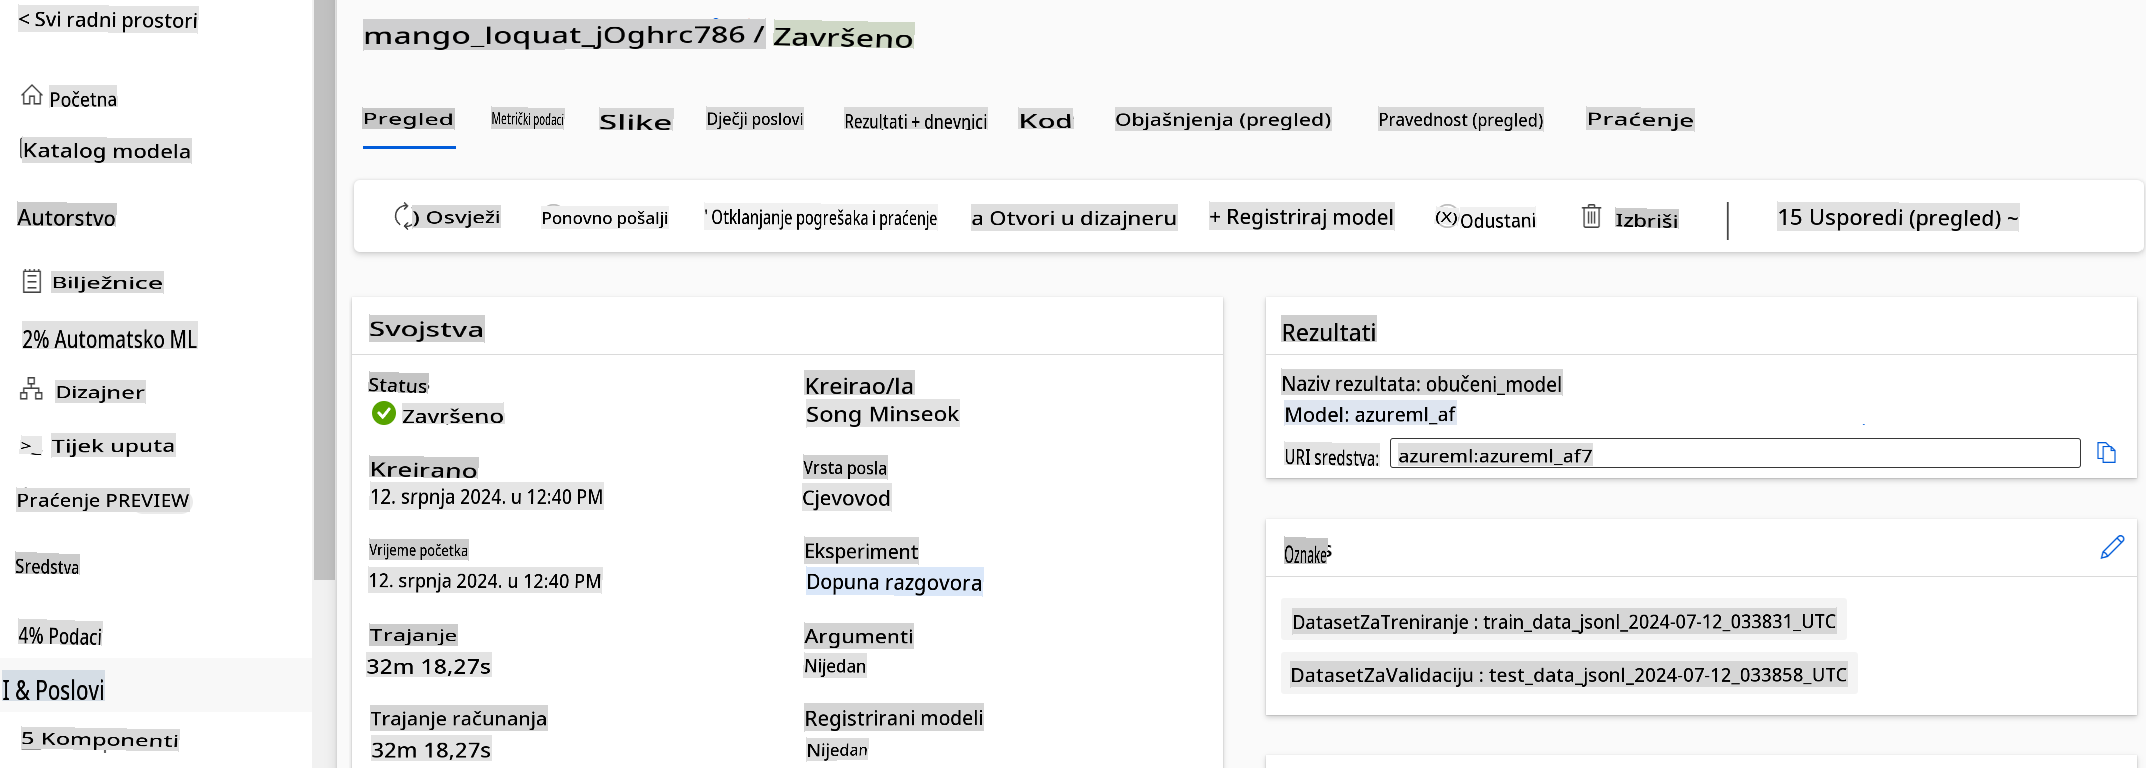 < Svi radni prostori
Početna
Katalog modela
Autorstvo
Bilježnice
2% Automatsko ML
Dizajner
>_ Tijek uputa
Praćenje PREVIEW
Sredstva
4% Podaci
I & Poslovi
5 Komponenti
mango_loquat_jOghrc786 / Završeno
Pregled Metrički podaci Slike Dječji poslovi Rezultati + dnevnici Kod Objašnjenja (pregled) Pravednost (pregled) Praćenje
) Osvježi Ponovno pošalji ' Otklanjanje pogrešaka i praćenje a Otvori u dizajneru + Registriraj model Odustani Izbriši 15 Usporedi (pregled) ~
Svojstva
Status
Završeno
Kreirano
12. srpnja 2024. u 12:40 PM
Vrijeme početka
12. srpnja 2024. u 12:40 PM
Trajanje
32m 18,27s
Trajanje računanja
32m 18,27s
Kreirao/la
Song Minseok
Vrsta posla
Cjevovod
Eksperiment
Dopuna razgovora
Argumenti
Nijedan
Registrirani modeli
Nijedan
Rezultati
Naziv rezultata: obučeni_model
Model: azureml_af
URI sredstva: azureml:azureml_af7
Oznake
DatasetZaTreniranje : train_data_jsonl_2024-07-12_033831_UTC
DatasetZaValidaciju : test_data_jsonl_2024-07-12_033858_UTC